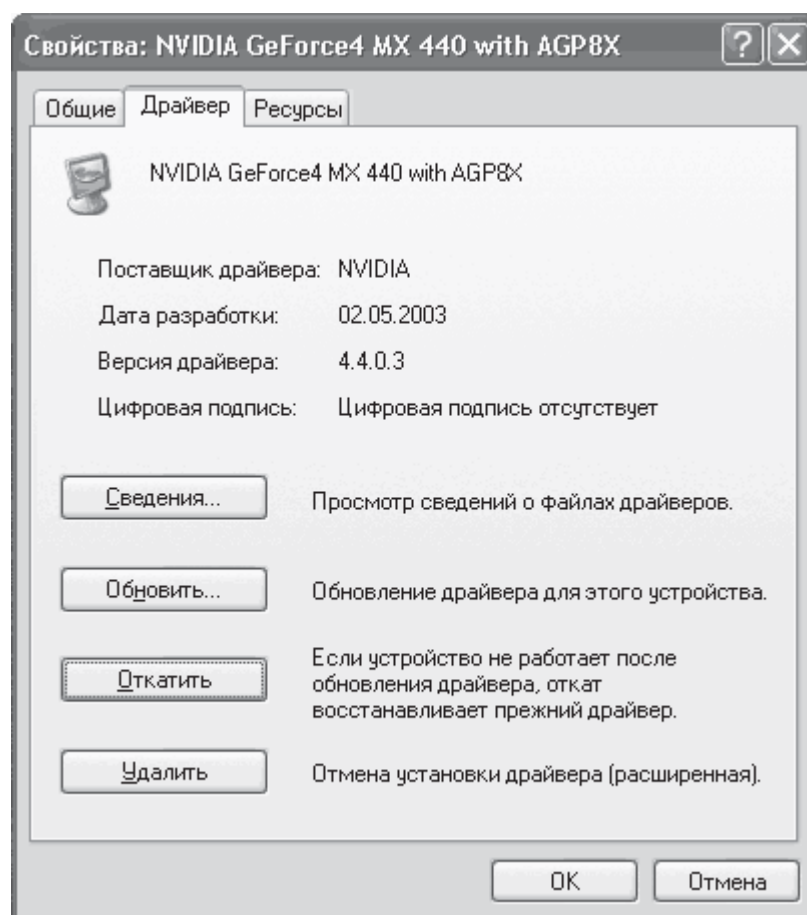 Свойства: NVIDIA GeForce4 MX 440 with AGP8X
Общие Драйвер Ресурсы
NVIDIA GeForce4 MX 440 with AGP8X
Поставщик драйвера: NVIDIA
Дата разработки: 02.05.2003
Версия драйвера: 4.4.0.3
Цифровая подпись: Цифровая подпись отсутствует
Сведения... Просмотр сведений о файлах драйверов.
Обновить... Обновление драйвера для этого устройства.
Откатить
Если устройство не работает после
обновления драйвера, откат
восстанавливает прежний драйвер.
Удалить Отмена установки драйвера (расширенная).
OK Отмена